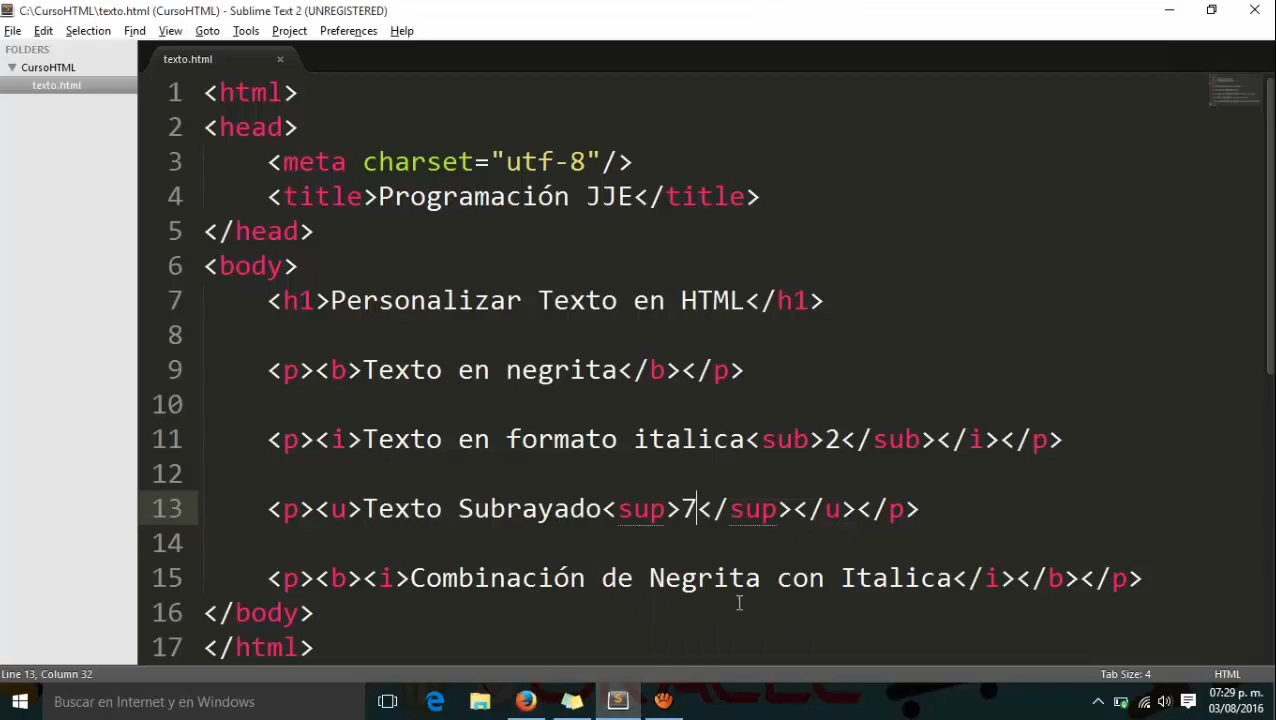 C:\CursoHTML\texto.html (CursoHTML) - Sublime Text 2 (UNREGISTERED)
File Edit Selection Find View Goto Tools Project Preferences Help
FOLDERS
CursoHTML
texto.html
texto.html
1 <html>
2 <head>
3 <meta charset="utf-8"/>
4 <title>Programación JJE</title>
5 </head>
6 <body>
7 <h1>Personalizar Texto en HTML</h1>
8
9 <p><b>Texto en negrita</b></p>
10
11 <p><i>Texto en formato italica<sub>2</sub></i></p>
12
13 <p><u>Texto Subrayado<sup>7</sup></u></p>
14
15 <p><b><i>Combinación de Negrita con Italica</i></b></p>
16 </body>
17 </html>
Line 13, Column 32 Tab Size: 4 HTML
Buscar en Internet y en Windows
07:29 p. m.
03/08/2016